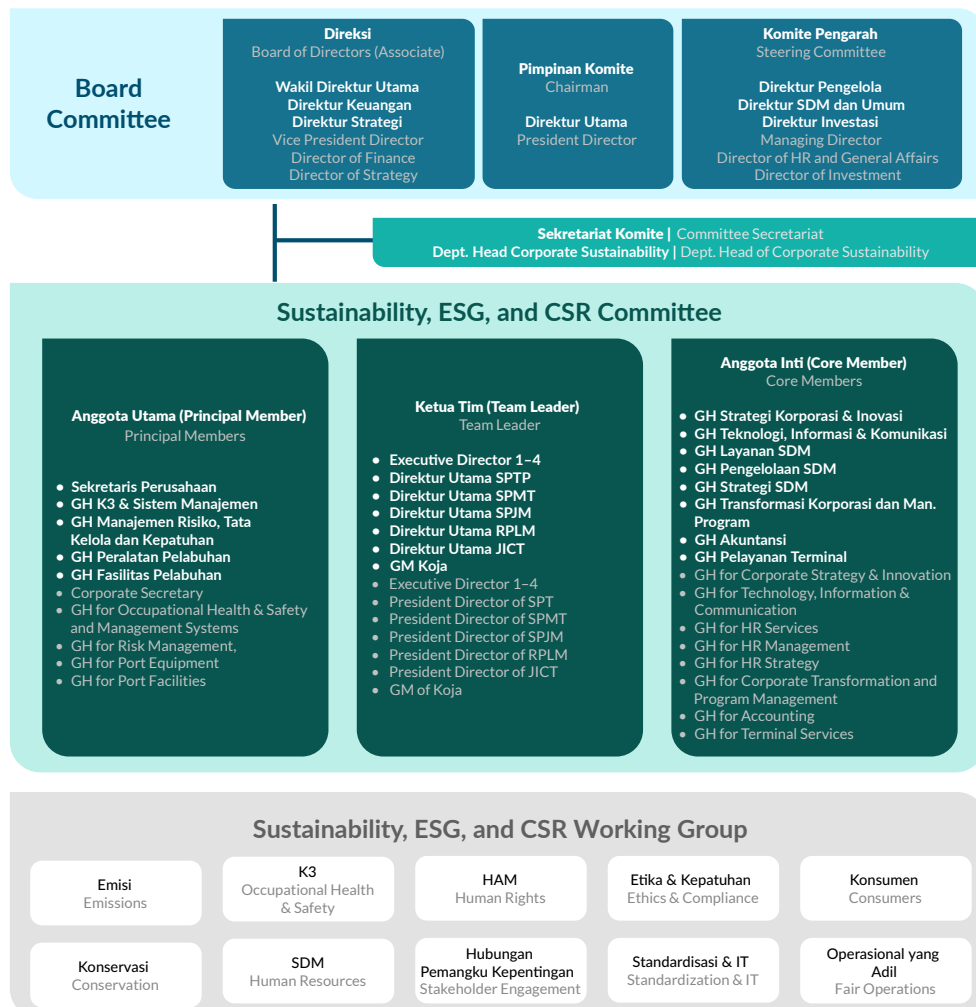 Board
Committee
Direksi
Board of Directors (Associate)
Wakil Direktur Utama
Direktur Keuangan
Direktur Strategi
Vice President Director
Director of Finance
Director of Strategy
Pimpinan Komite
Chairman
Direktur Utama
President Director
Komite Pengarah
Steering Committee
Direktur Pengelola
Direktur SDM dan Umum
Direktur Investasi
Managing Director
Director of HR and General Affairs
Director of Investment
Sekretariat Komite | Committee Secretariat
Dept. Head Corporate Sustainability | Dept. Head of Corporate Sustainability
Sustainability, ESG, and CSR Committee
Anggota Utama (Principal Member)
Principal Members
• Sekretaris Perusahaan
• GH K3 & Sistem Manajemen
• GH Manajemen Risiko, Tata
Kelola dan Kepatuhan
• GH Peralatan Pelabuhan
• GH Fasilitas Pelabuhan
• Corporate Secretary
• GH for Occupational Health & Safety
and Management Systems
• GH for Risk Management,
• GH for Port Equipment
• GH for Port Facilities
Ketua Tim (Team Leader)
Team Leader
• Executive Director 1–4
• Direktur Utama SPTP
• Direktur Utama SPMT
• Direktur Utama SPJM
• Direktur Utama RPLM
• Direktur Utama JICT
• GM Koja
• Executive Director 1–4
• President Director of SPT
• President Director of SPMT
• President Director of SPJM
• President Director of RPLM
• President Director of JICT
• GM of Koja
Anggota Inti (Core Member)
Core Members
• GH Strategi Korporasi & Inovasi
• GH Teknologi, Informasi & Komunikasi
• GH Layanan SDM
• GH Pengelolaan SDM
• GH Strategi SDM
• GH Transformasi Korporasi dan Man.
Program
• GH Akuntansi
• GH Pelayanan Terminal
• GH for Corporate Strategy & Innovation
• GH for Technology, Information &
Communication
• GH for HR Services
• GH for HR Management
• GH for HR Strategy
• GH for Corporate Transformation and
Program Management
• GH for Accounting
• GH for Terminal Services
Sustainability, ESG, and CSR Working Group
Emisi
Emissions
K3
Occupational Health
& Safety
HAM
Human Rights
Etika & Kepatuhan
Ethics & Compliance
Konsumen
Consumers
Konservasi
Conservation
SDM
Human Resources
Hubungan
Pemangku Kepentingan
Stakeholder Engagement
Standardisasi & IT
Standardization & IT
Operasional yang
Adil
Fair Operations